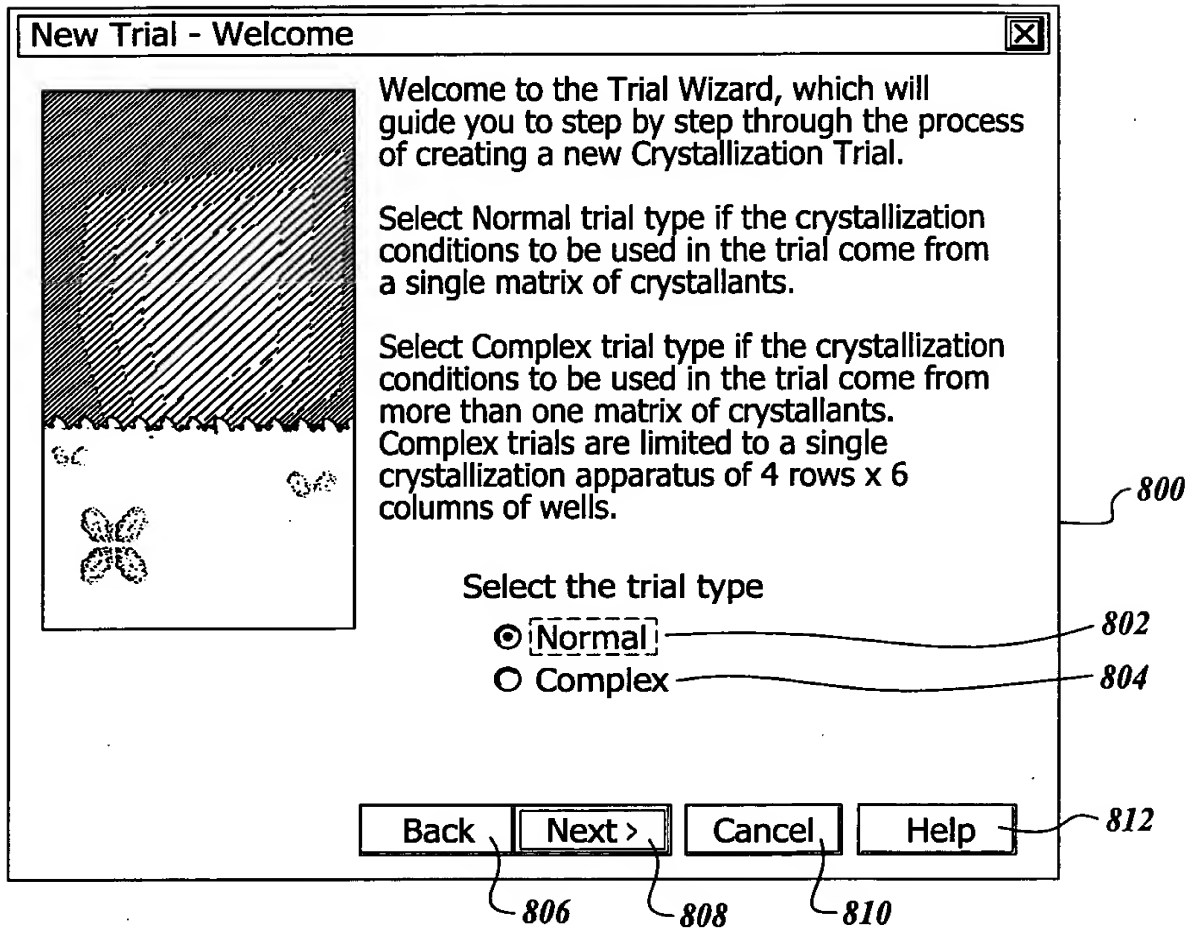 New Trial - Welcome
Welcome to the Trial Wizard, which will
guide you to step by step through the process
of creating a new Crystallization Trial.
Select Normal trial type if the crystallization
conditions to be used in the trial come from
a single matrix of crystallants.
Select Complex trial type if the crystallization
conditions to be used in the trial come from
more than one matrix of crystallants.
Complex trials are limited to a single
crystallization apparatus of 4 rows x 6
columns of wells.
800
Select the trial type
Normal
802
Complex
804
Back
Next >
Cancel
Help
812
806
808
810